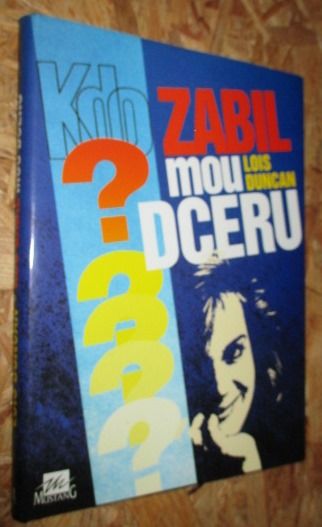 Kdo
ZABIL
mou
LOIS
DUNCAN
DCERU
?
?
?
?
?
MUSTANG